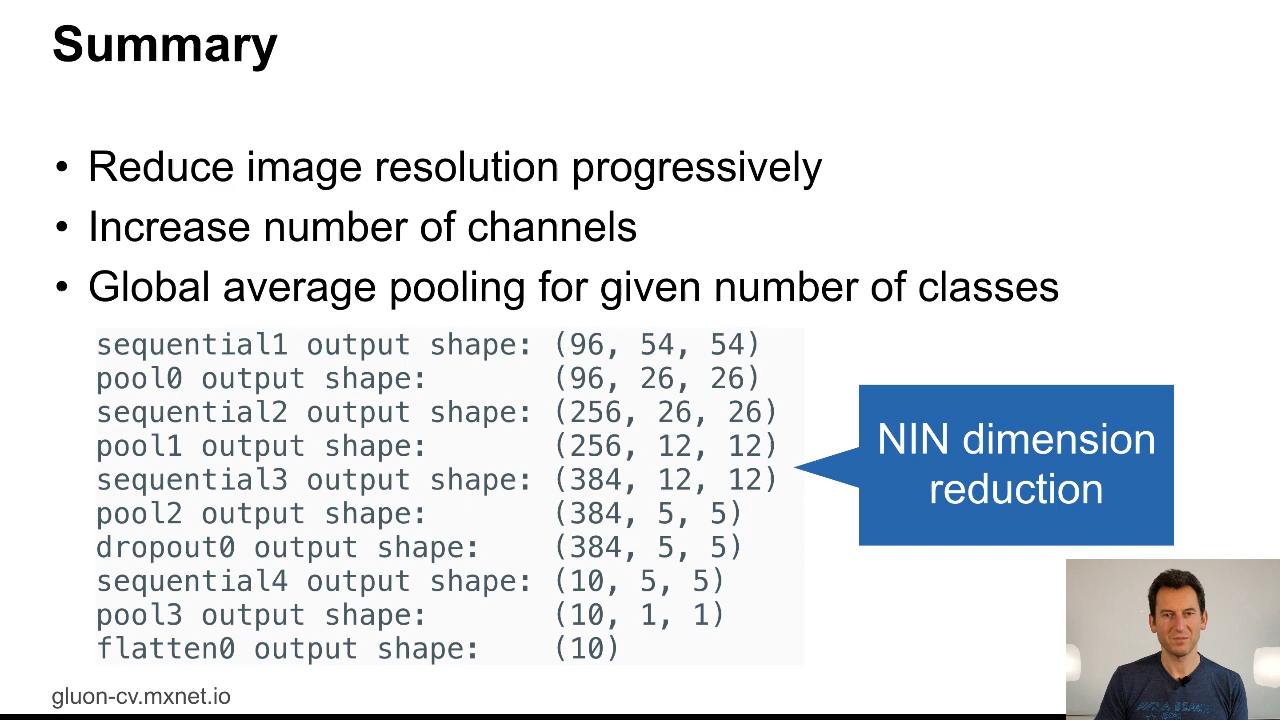 Summary
• Reduce image resolution progressively
• Increase number of channels
• Global average pooling for given number of classes
sequential1 output shape: (96, 54, 54)
pool0 output shape: (96, 26, 26)
sequential2 output shape: (256, 26, 26)
pool1 output shape: (256, 12, 12)
sequential3 output shape: (384, 12, 12)
pool2 output shape: (384, 5, 5)
dropout0 output shape: (384, 5, 5)
sequential4 output shape: (10, 5, 5)
pool3 output shape: (10, 1, 1)
flatten0 output shape: (10)
NIN dimension
reduction
gluon-cv.mxnet.io